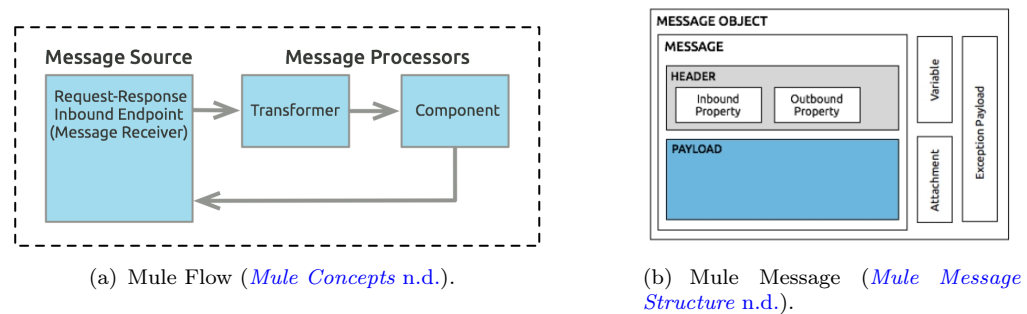 Message Source
Message Processors
Request-Response
Inbound Endpoint
(Message Receiver)
Transformer
Component
(a) Mule Flow (Mule Concepts n.d.).
MESSAGE OBJECT
MESSAGE
HEADER
Inbound
Property
Outbound
Property
PAYLOAD
Variable
Attachment
Exception Payload
(b) Mule Message (Mule Message
Structure n.d.).